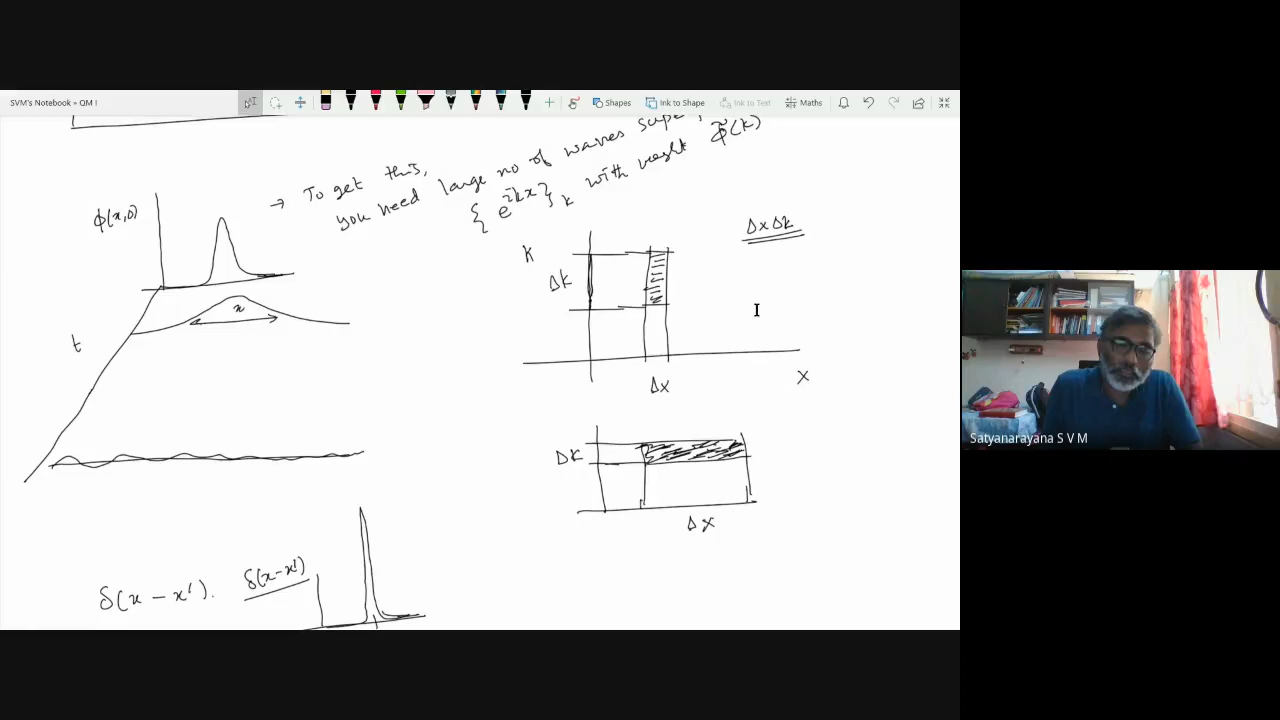 SVM's Notebook » QM I
Shapes
Ink to Shape
Ink to Text
Maths
→ To get this,
you need large no of waves
{ e^{ikx} }_k with weight φ̃(k)
φ(x,0)
x
t
K
ΔK
Δx
X
ΔxΔk
ΔK
Δx
δ(x − x'). δ(x−x')
Satyanarayana S V M